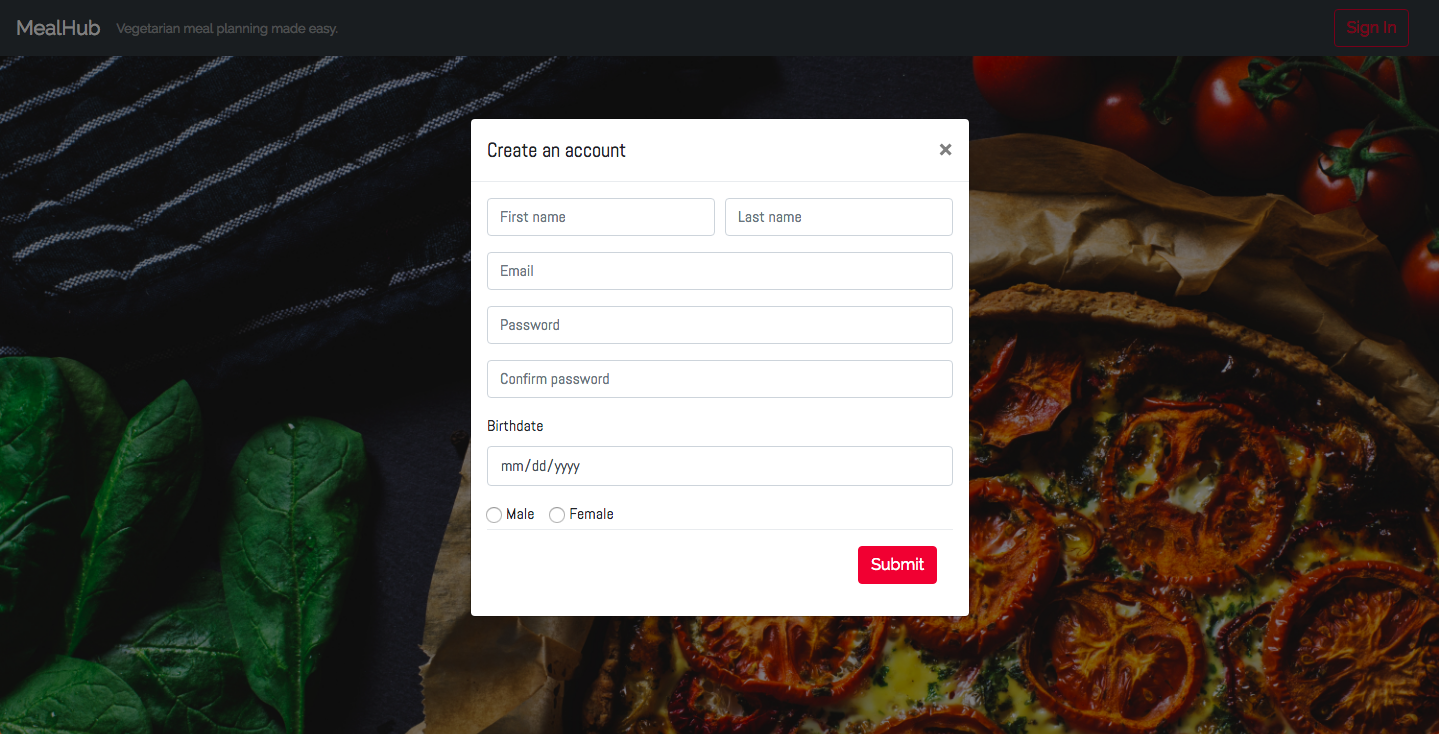 MealHub Vegetarian meal planning made easy. Sign In
Create an account ×
First name Last name
Email
Password
Confirm password
Birthdate
mm/dd/yyyy
Male Female
Submit